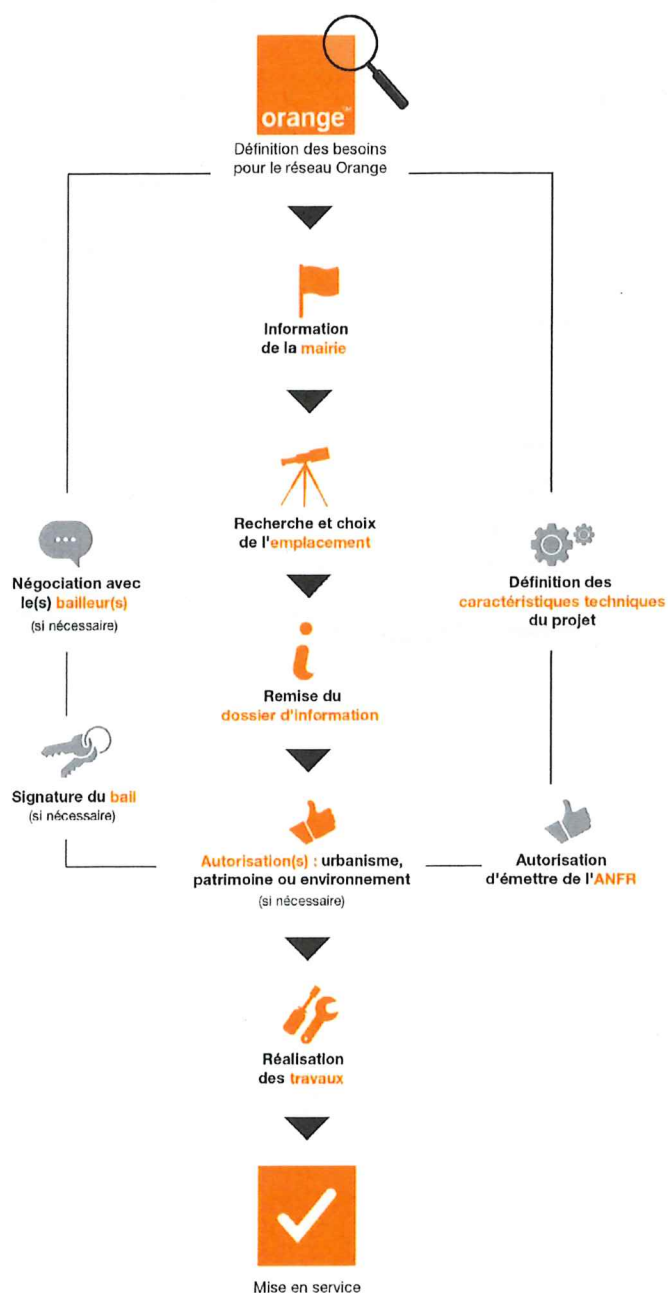 orange™
Définition des besoins
pour le réseau Orange
Information
de la mairie
Recherche et choix
de l'emplacement
Négociation avec
le(s) bailleur(s)
(si nécessaire)
Définition des
caractéristiques techniques
du projet
Remise du
dossier d'information
Signature du bail
(si nécessaire)
Autorisation(s) : urbanisme,
patrimoine ou environnement
(si nécessaire)
Autorisation
d'émettre de l'ANFR
Réalisation
des travaux
Mise en service